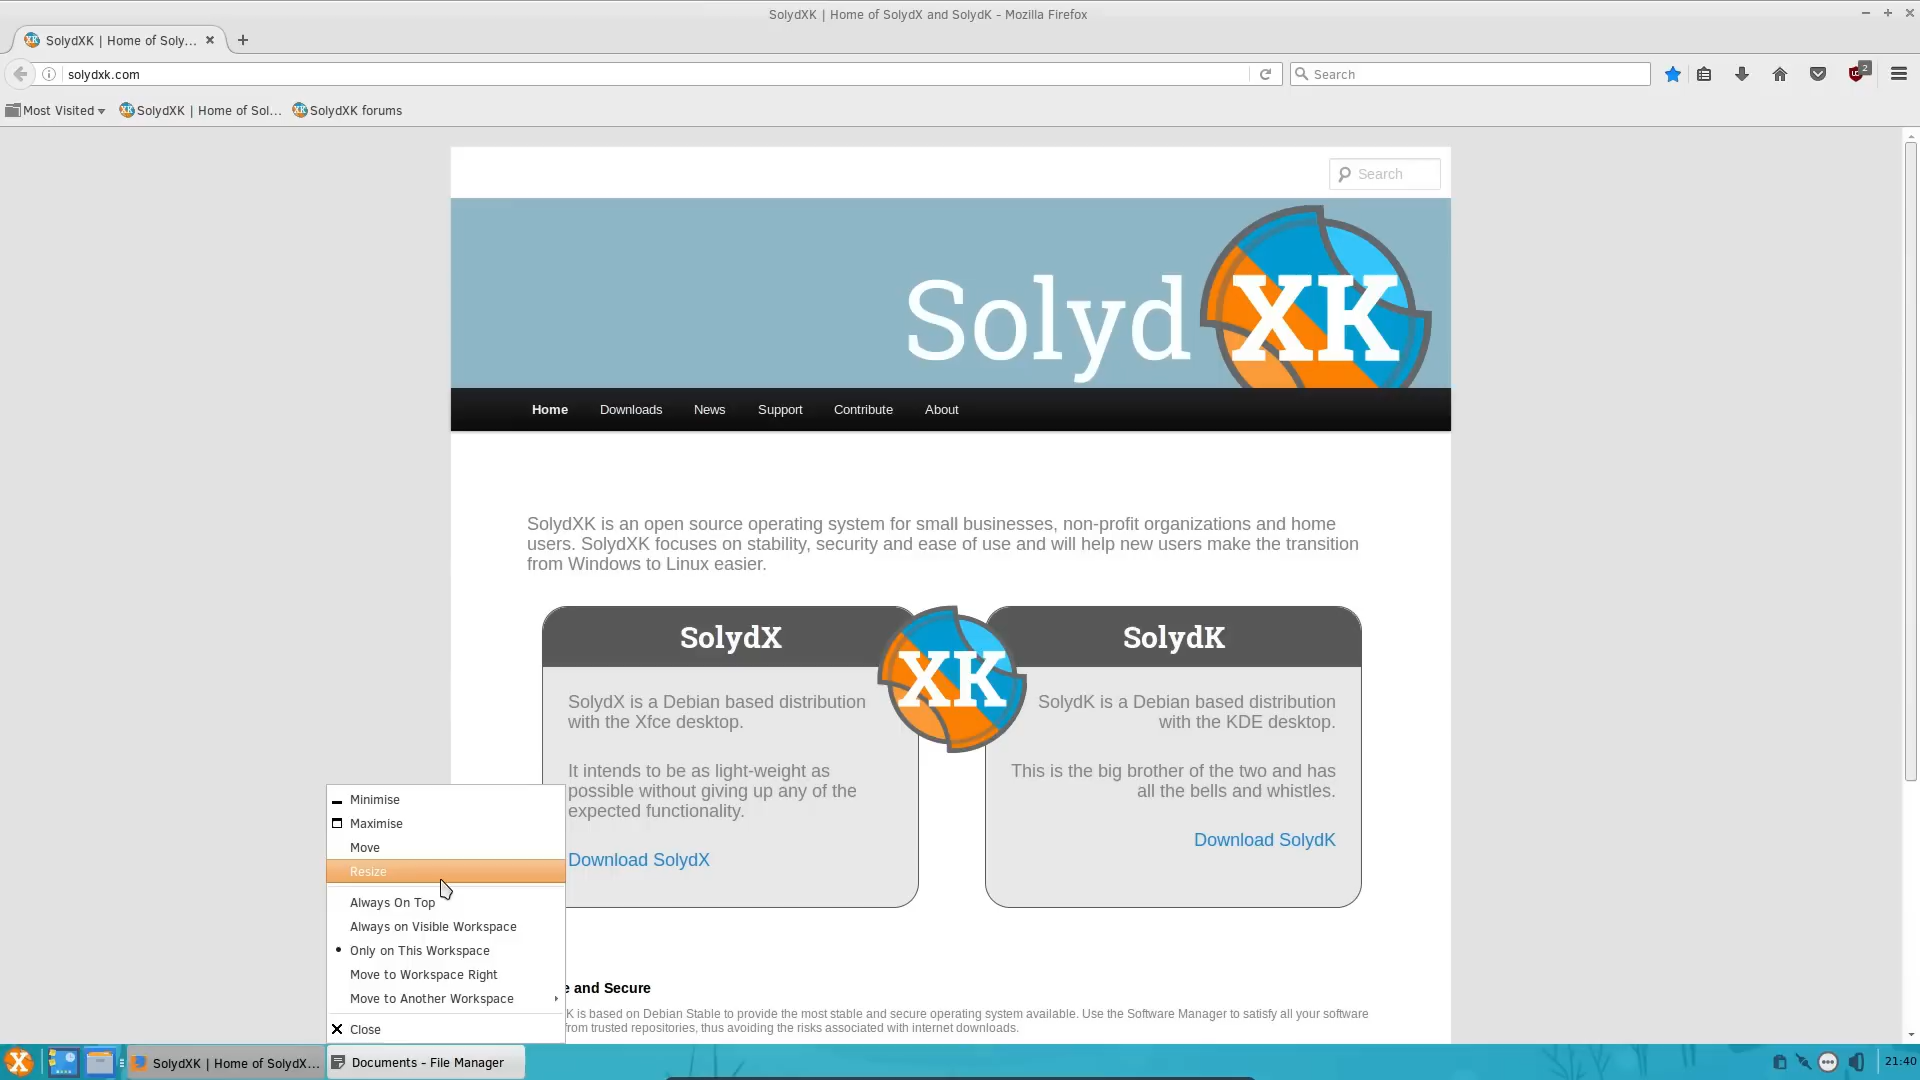 SolydXK | Home of SolydX and SolydK - Mozilla Firefox
SolydXK | Home of Soly...
solydxk.com
Search
2
Most Visited
SolydXK | Home of Sol...
SolydXK forums
Search
Solyd XK
Home Downloads News Support Contribute About
SolydXK is an open source operating system for small businesses, non-profit organizations and home
users. SolydXK focuses on stability, security and ease of use and will help new users make the transition
from Windows to Linux easier.
SolydX
XK
SolydK
SolydX is a Debian based distribution
with the Xfce desktop.
It intends to be as light-weight as
possible without giving up any of the
expected functionality.
Download SolydX
SolydK is a Debian based distribution
with the KDE desktop.
This is the big brother of the two and has
all the bells and whistles.
Download SolydK
Minimise
Maximise
Move
Resize
Always On Top
Always on Visible Workspace
Only on This Workspace
Move to Workspace Right
Move to Another Workspace
Close
e and Secure
K is based on Debian Stable to provide the most stable and secure operating system available. Use the Software Manager to satisfy all your software
from trusted repositories, thus avoiding the risks associated with internet downloads.
SolydXK | Home of SolydX...
Documents - File Manager
21:40